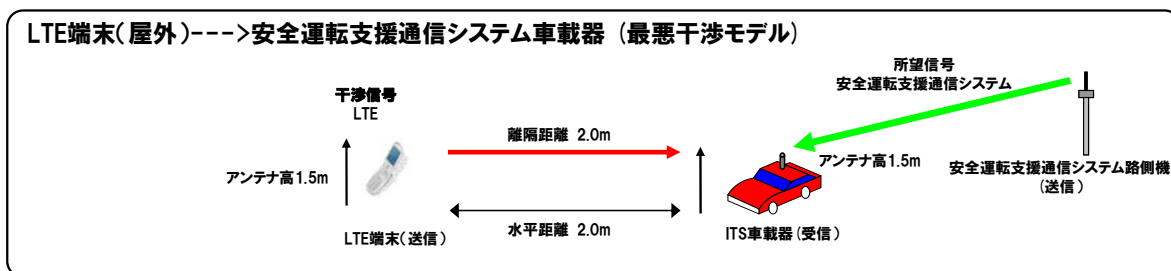 LTE端末(屋外)--->安全運転支援通信システム車載器 (最悪干渉モデル)
所望信号
安全運転支援通信システム
干渉信号
LTE
離隔距離 2.0m
アンテナ高1.5m
アンテナ高1.5m
安全運転支援通信システム路側機
(送信)
水平距離 2.0m
LTE端末(送信)
ITS車載器(受信)